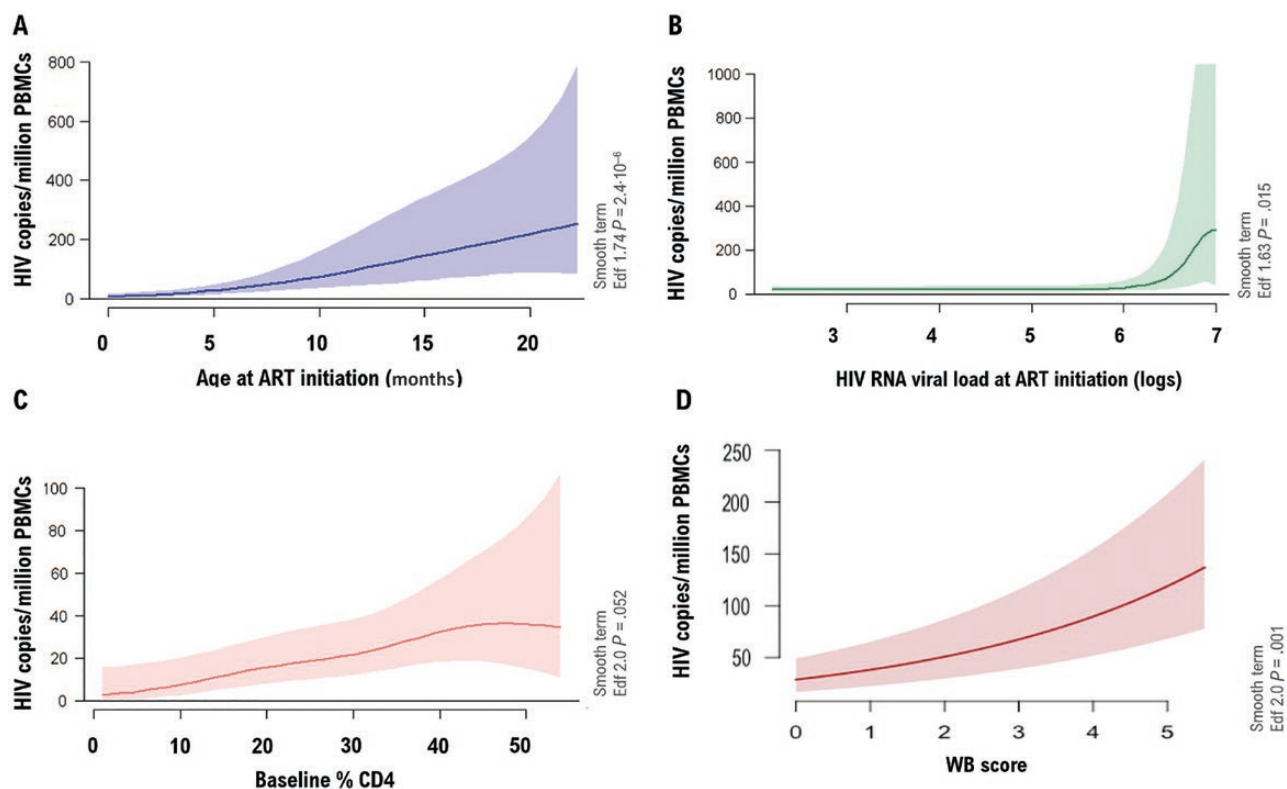 A
HIV copies/million PBMCs
800
600
400
200
0
0 5 10 15 20
Age at ART initiation (months)
Smooth term
Edf 1.74 P = 2.4·10⁻⁶
B
HIV copies/million PBMCs
1000
800
600
400
200
0
3 4 5 6 7
HIV RNA viral load at ART initiation (logs)
Smooth term
Edf 1.63 P = .015
C
HIV copies/million PBMCs
100
80
60
40
20
0
0 10 20 30 40 50
Baseline % CD4
Smooth term
Edf 2.0 P = .052
D
HIV copies/million PBMCs
250
200
150
100
50
0 1 2 3 4 5
WB score
Smooth term
Edf 2.0 P = .001